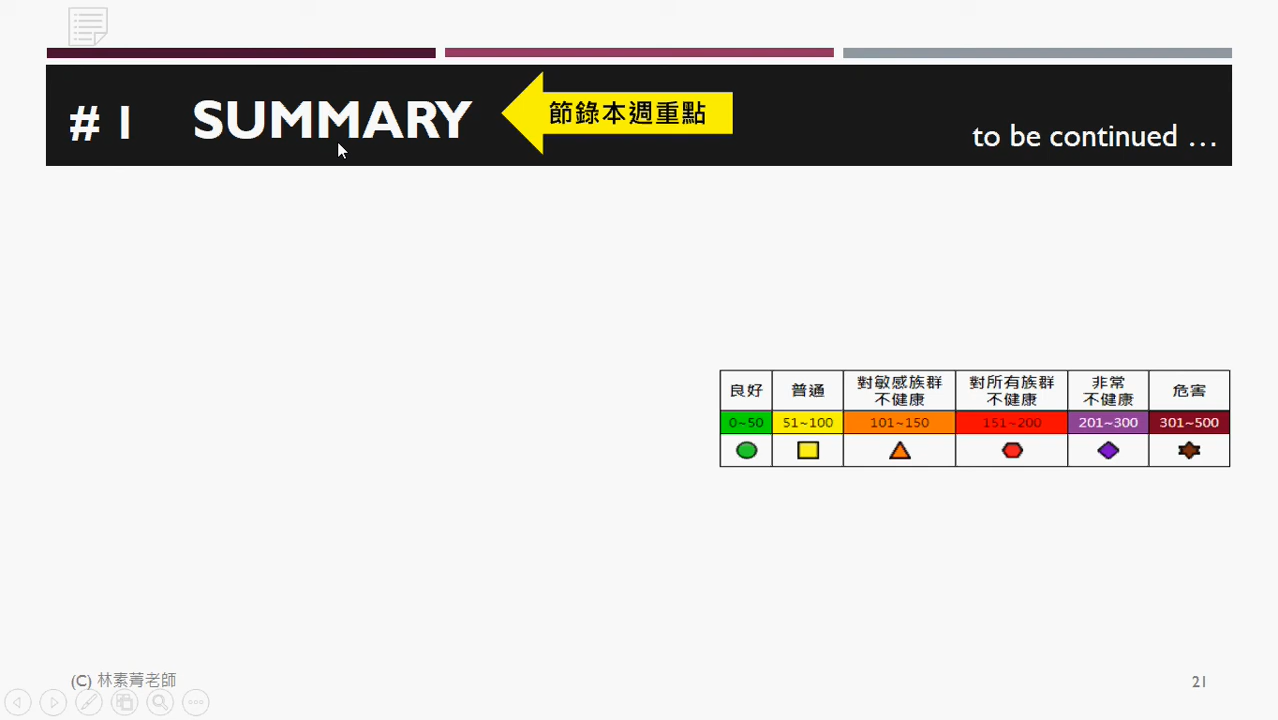 # 1 SUMMARY
節錄本週重點
to be continued …
良好 普通 對敏感族群不健康 對所有族群不健康 非常不健康 危害
0~50 51~100 101~150 151~200 201~300 301~500
(C) 林素菁老師
21